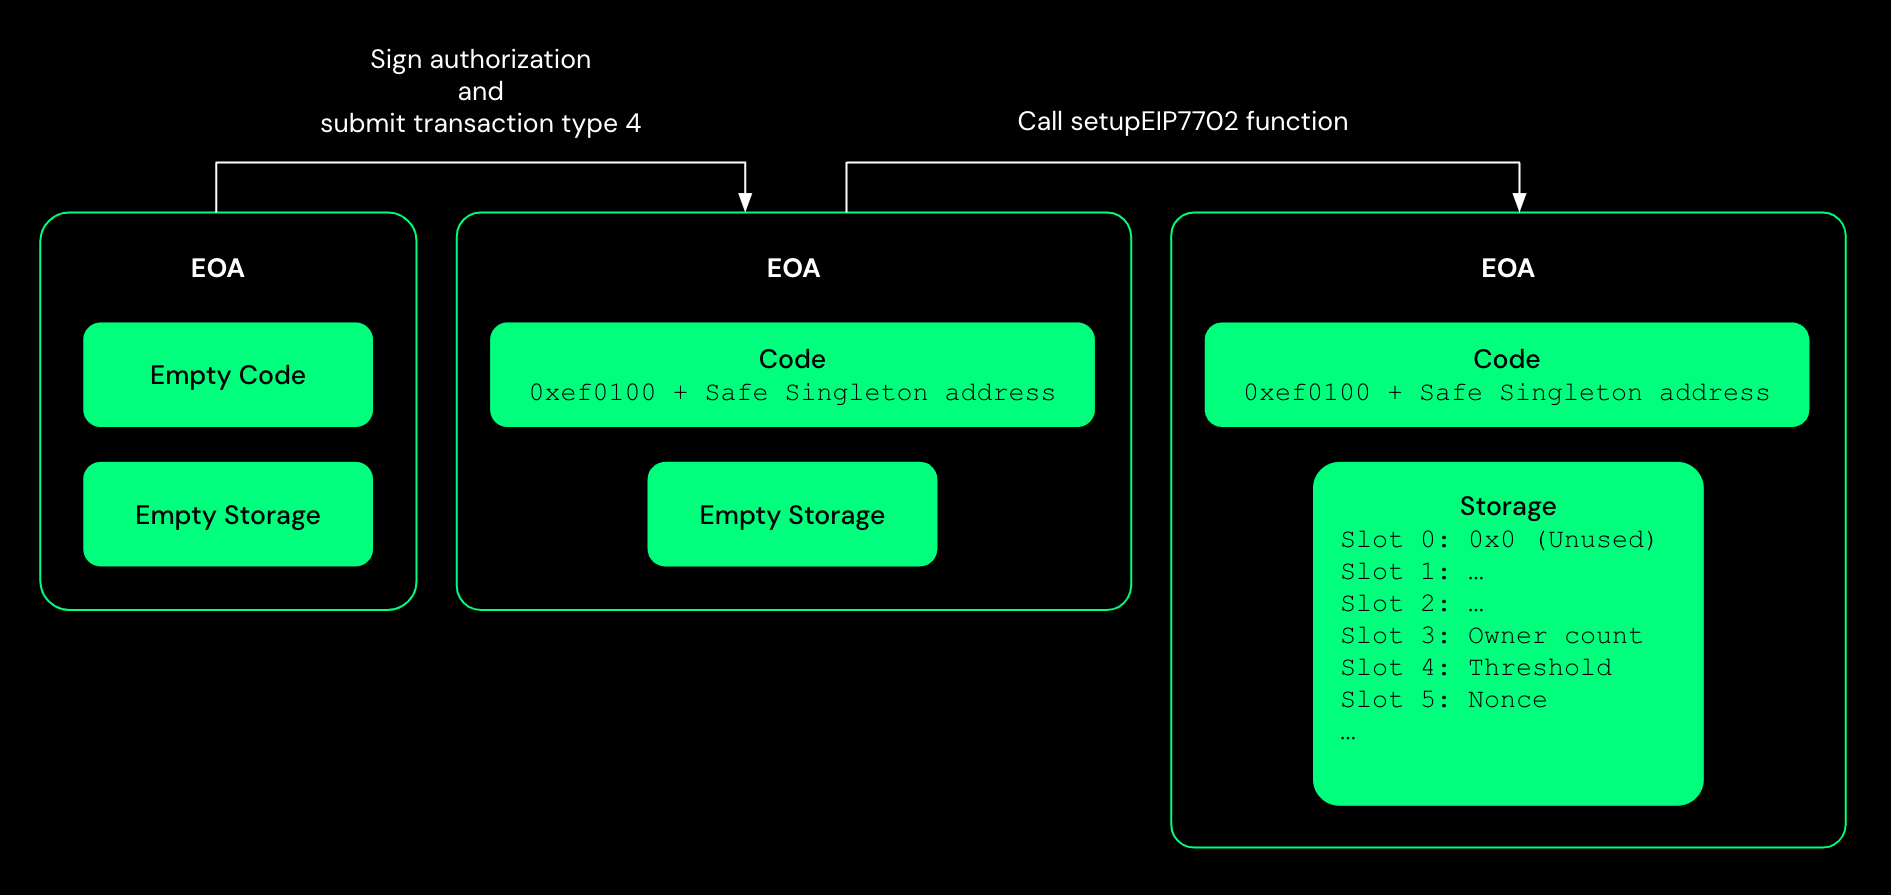 Sign authorization
and
submit transaction type 4
Call setupEIP7702 function
EOA
Empty Code
Empty Storage
EOA
Code
0xef0100 + Safe Singleton address
Empty Storage
EOA
Code
0xef0100 + Safe Singleton address
Storage
Slot 0: 0x0 (Unused)
Slot 1: …
Slot 2: …
Slot 3: Owner count
Slot 4: Threshold
Slot 5: Nonce
…